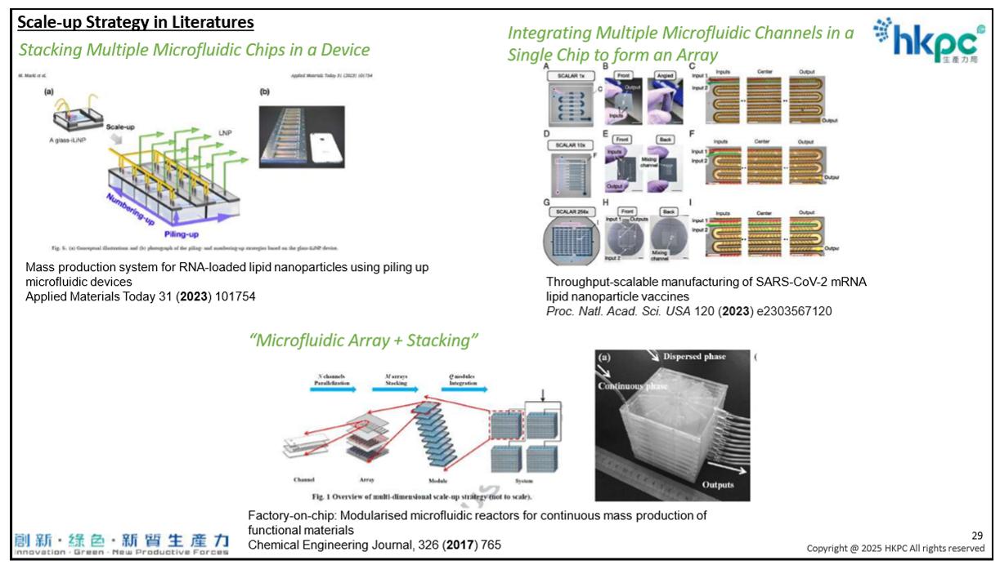 Scale-up Strategy in Literatures
Stacking Multiple Microfluidic Chips in a Device
Integrating Multiple Microfluidic Channels in a
Single Chip to form an Array
hkpc
生產力局
M. Maeki et al.
Applied Materials Today 31 (2023) 101754
(a)
(b)
A glass-iLiNP
Scale-up
LNP
Numbering-up
Piling-up
Fig. 5. (a) Conceptual illustrations and (b) photograph of the piling- and numbering-up strategies based on the glass-iLiNP device.
Mass production system for RNA-loaded lipid nanoparticles using piling up
microfluidic devices
Applied Materials Today 31 (2023) 101754
A
SCALAR 1x
C
B
Front
Angled
Output
Inputs
C
Inputs
Center
Output
Input 1
Input 2
Output
D
SCALAR 10x
F
E
Front
Back
Inputs
Mixing
channel
Output
F
Inputs
Center
Output
Input 1
Input 2
Output
G
SCALAR 256x
I
H
Front
Back
Input 1
Outputs
Input 2
Mixing
channel
I
Inputs
Center
Output
Input 1
Input 2
Output
Throughput-scalable manufacturing of SARS-CoV-2 mRNA
lipid nanoparticle vaccines
Proc. Natl. Acad. Sci. USA 120 (2023) e2303567120
“Microfluidic Array + Stacking”
N channels
Parallelization
M arrays
Stacking
Q modules
Integration
Channel
Array
Module
System
Fig. 1 Overview of multi-dimensional scale-up strategy (not to scale).
(a)
Dispersed phase
Continuous phase
Outputs
(
Factory-on-chip: Modularised microfluidic reactors for continuous mass production of
functional materials
Chemical Engineering Journal, 326 (2017) 765
創新·綠色·新質生產力
Innovation · Green · New Productive Forces
29
Copyright @ 2025 HKPC All rights reserved